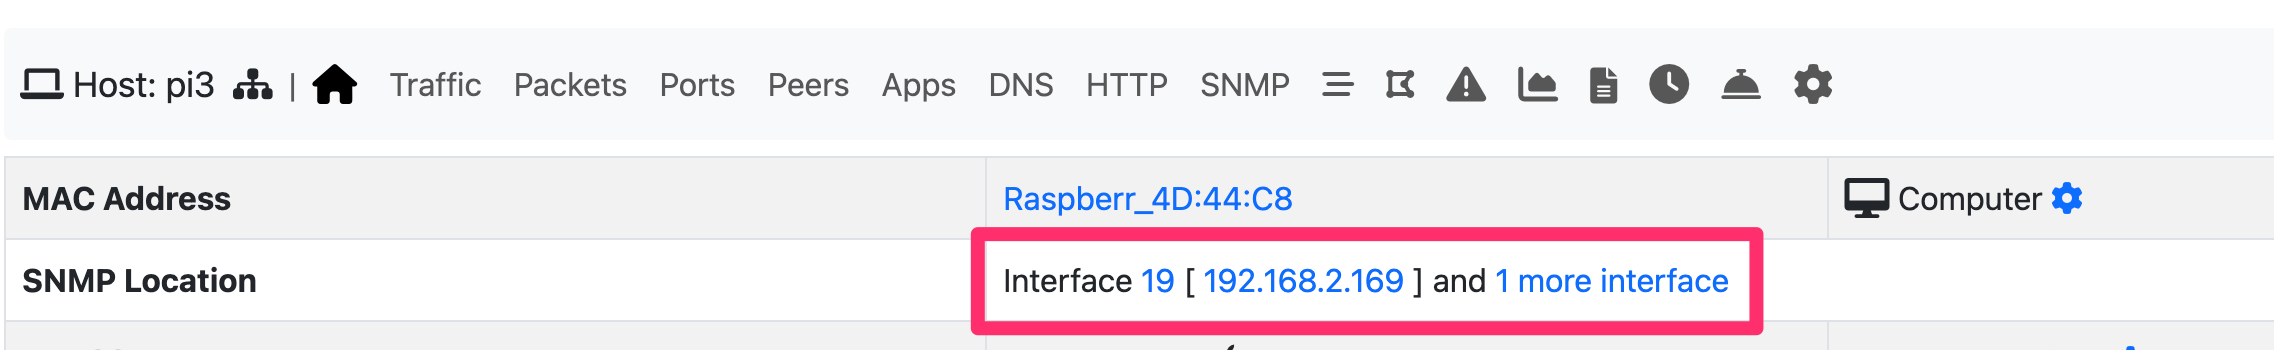 Host: pi3 | Traffic Packets Ports Peers Apps DNS HTTP SNMP
MAC Address Raspberr_4D:44:C8 Computer
SNMP Location Interface 19 [ 192.168.2.169 ] and 1 more interface